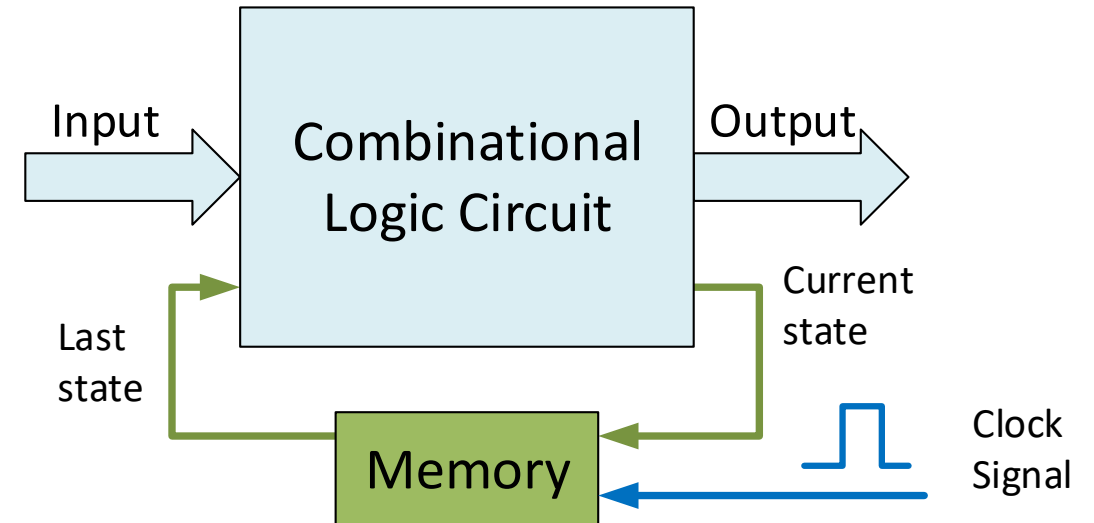 Input
Combinational
Logic Circuit
Output
Current
state
Last
state
Memory
Clock
Signal